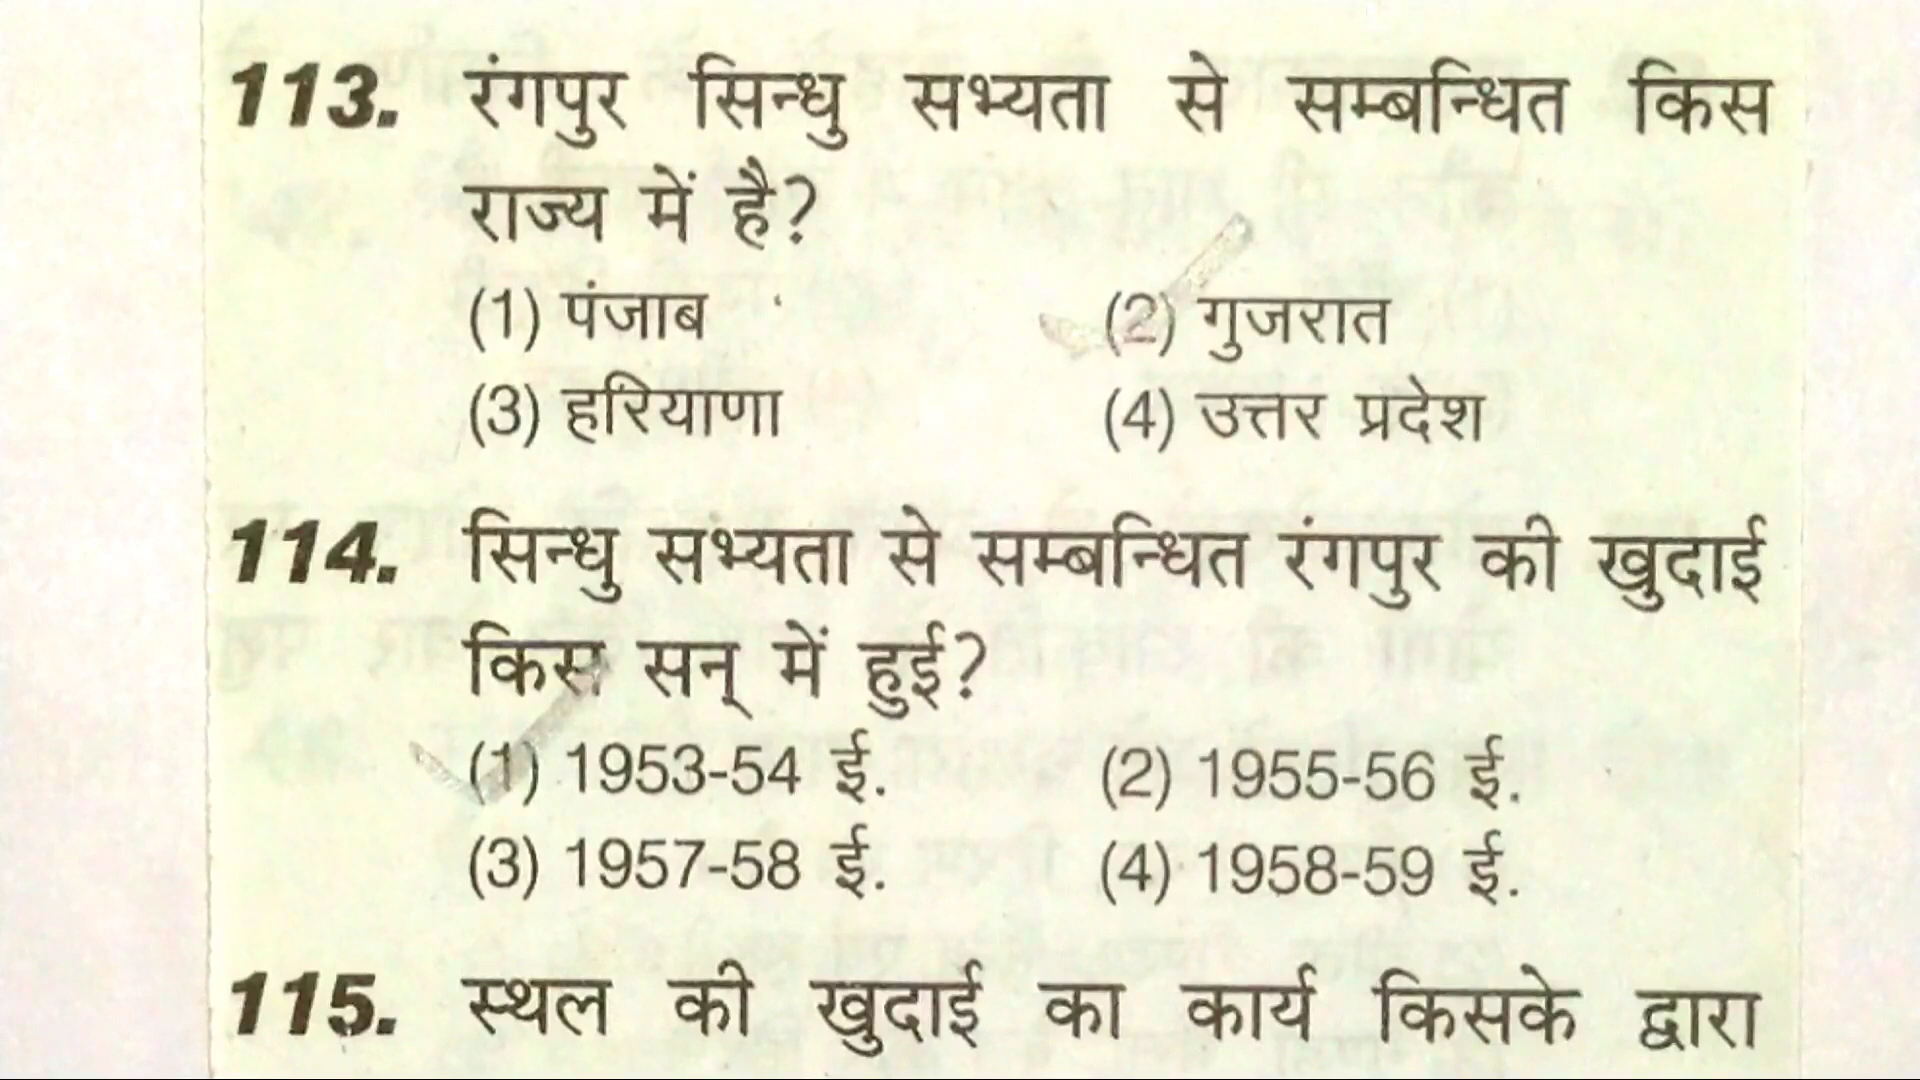 113. रंगपुर सिन्धु सभ्यता से सम्बन्धित किस
राज्य में है?
(1) पंजाब (2) गुजरात
(3) हरियाणा (4) उत्तर प्रदेश
114. सिन्धु संभ्यता से सम्बन्धित रंगपुर की खुदाई
किस सन् में हुई?
(1) 1953-54 ई. (2) 1955-56 ई.
(3) 1957-58 ई. (4) 1958-59 ई.
115. स्थल की खुदाई का कार्य किसके द्वारा